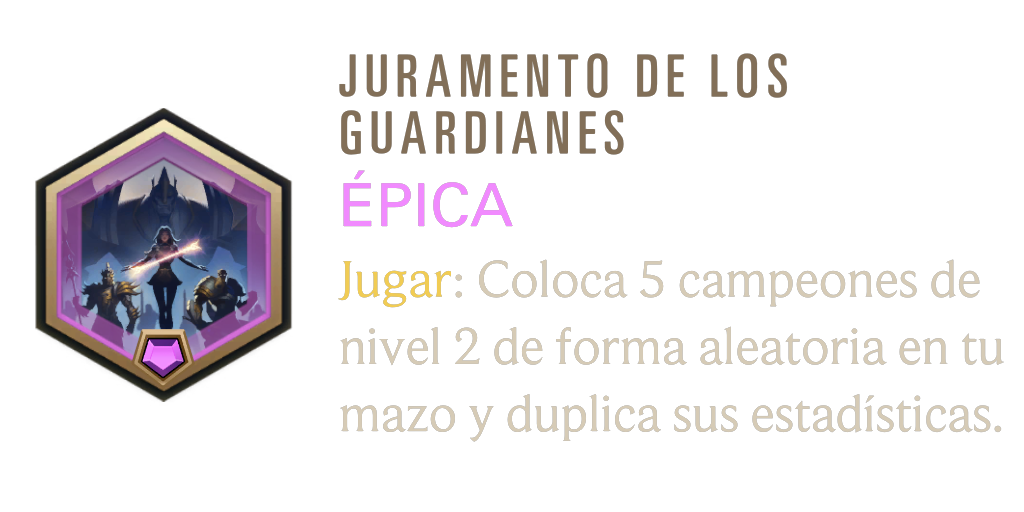 JURAMENTO DE LOS
GUARDIANES
ÉPICA
Jugar: Coloca 5 campeones de
nivel 2 de forma aleatoria en tu
mazo y duplica sus estadísticas.